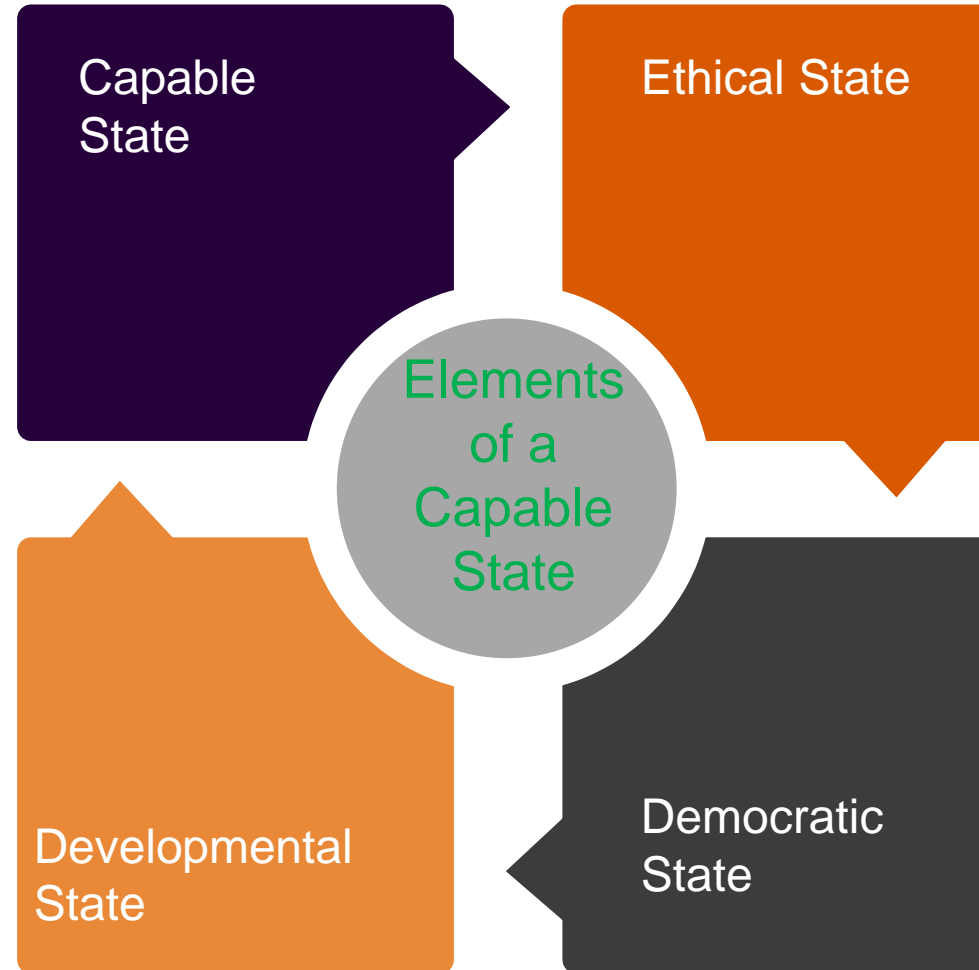 Capable
State
Ethical State
Elements
of a
Capable
State
Developmental
State
Democratic
State